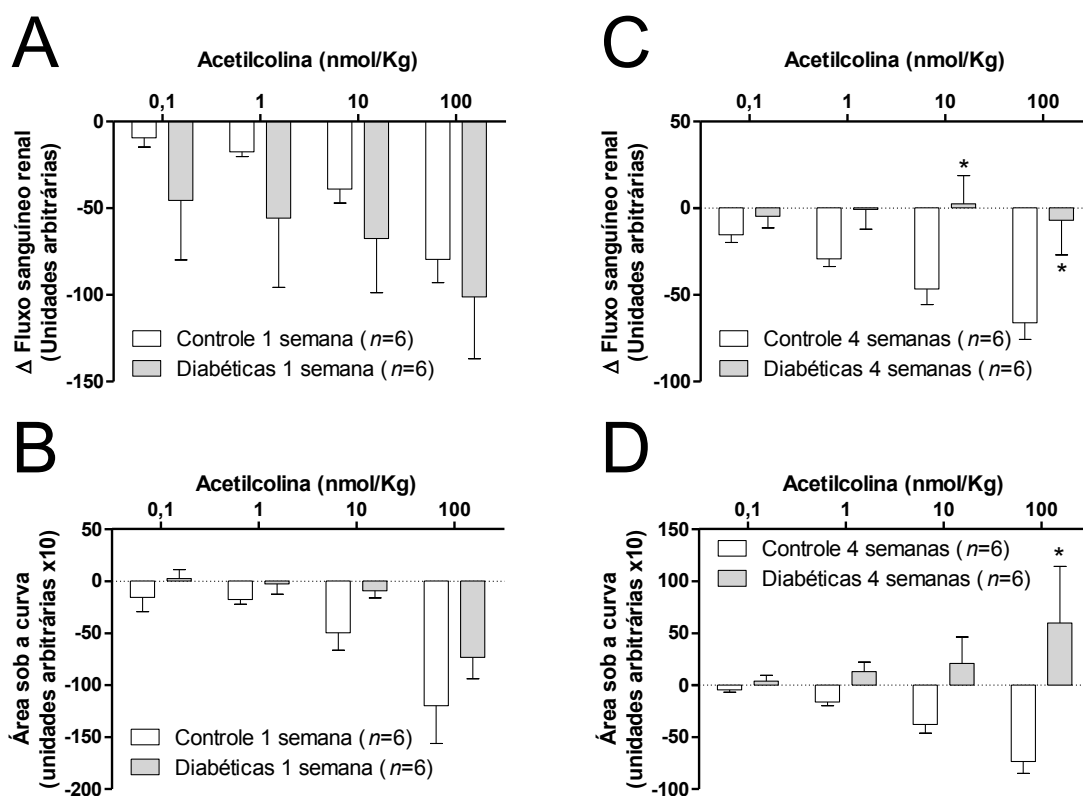 A
Acetilcolina (nmol/Kg)
0,1 1 10 100
0
-50
-100
-150
Δ Fluxo sanguíneo renal
(Unidades arbitrárias)
Controle 1 semana (n=6)
Diabéticas 1 semana (n=6)
C
Acetilcolina (nmol/Kg)
0,1 1 10 100
50
0
-50
-100
Δ Fluxo sanguíneo renal
(Unidades arbitrárias)
*
*
Controle 4 semanas (n=6)
Diabéticas 4 semanas (n=6)
B
Acetilcolina (nmol/Kg)
0,1 1 10 100
50
0
-50
-100
-150
-200
Área sob a curva
(unidades arbitrárias x10)
Controle 1 semana (n=6)
Diabéticas 1 semana (n=6)
D
Acetilcolina (nmol/Kg)
0,1 1 10 100
150
100
50
0
-50
-100
Área sob a curva
(unidades arbitrárias x10)
Controle 4 semanas (n=6)
Diabéticas 4 semanas (n=6)
*